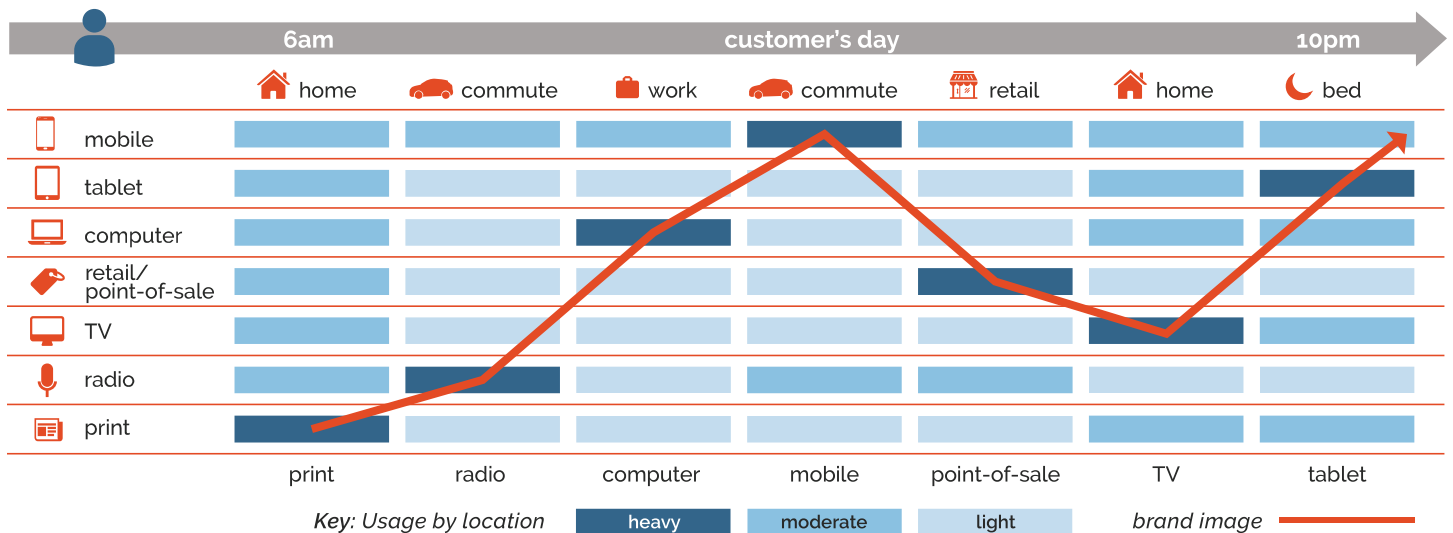 6am customer's day 10pm
home commute work commute retail home bed
mobile
tablet
computer
retail/
point-of-sale
TV
radio
print
print radio computer mobile point-of-sale TV tablet
Key: Usage by location heavy moderate light brand image